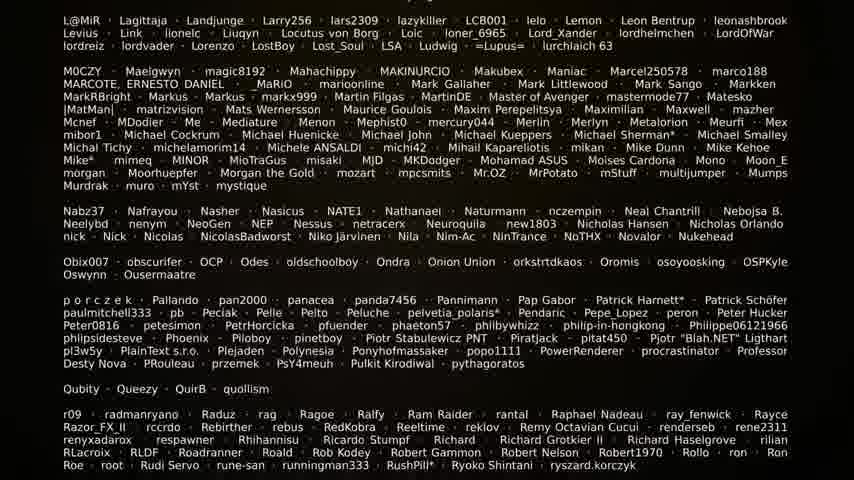 L@MiR · Lagittaja · Landjunge · Larry256 · lars2309 · lazykiller · LCB001 · lelo · Lemon · Leon Bentrup · leonashbrook
Levius · Link · lionelc · Liuqyn · Locutus von Borg · Loic · loner_6965 · Lord_Xander · lordhelmchen · LordOfWar
lordreiz · lordvader · Lorenzo · LostBoy · Lost_Soul · LSA · Ludwig · =Lupus= · lurchlaich 63
M0CZY · Maelgwyn · magic8192 · Mahachippy · MAKINURCIO · Makubex · Maniac · Marcel250578 · marco188
MARCOTE, ERNESTO DANIEL · _MaRiO · marioonline · Mark Gallaher · Mark Littlewood · Mark Sango · Markken
MarkRBright · Markus · Markus · markx999 · Martin Filgas · MartinDE · Master of Avenger · mastermode77 · Matesko
|MatMan| · matrizvision · Mats Wernersson · Maurice Goulois · Maxim Perepelitsya · Maximilian · Maxwell · mazher
Mcnef · MDodier · Me · Mediature · Menon · Mephist0 · mercury044 · Merlin · Merlyn · Metalorion · Meurfi · Mex
mibor1 · Michael Cockrum · Michael Huenicke · Michael John · Michael Kueppers · Michael Sherman* · Michael Smalley
Michal Tichy · michelamorim14 · Michele ANSALDI · michi42 · Mihail Kapareliotis · mikan · Mike Dunn · Mike Kehoe
Mike* · mimeq · MINOR · MioTraGus · misaki · MJD · MKDodger · Mohamad ASUS · Moises Cardona · Mono · Moon_E
morgan · Moorhuepfer · Morgan the Gold · mozart · mpcsmits · Mr.OZ · MrPotato · mStuff · multijumper · Mumps
Murdrak · muro · mYst · mystique
Nabz37 · Nafrayou · Nasher · Nasicus · NATE1 · Nathanael · Naturmann · nczempin · Neal Chantrill · Nebojsa B.
Neelybd · nenym · NeoGen · NEP · Nessus · netracerx · Neuroquila · new1803 · Nicholas Hansen · Nicholas Orlando
nick · Nick · Nicolas · NicolasBadworst · Niko Järvinen · Nila · Nim-Ac · NinTrance · NoTHX · Novalor · Nukehead
Obix007 · obscurifer · OCP · Odes · oldschoolboy · Ondra · Onion Union · orkstrtdkaos · Oromis · osoyoosking · OSPKyle
Oswynn · Ousermaatre
p o r c z e k · Pallando · pan2000 · panacea · panda7456 · Pannimann · Pap Gabor · Patrick Harnett* · Patrick Schöfer
paulmitchell333 · pb · Peciak · Pelle · Pelto · Peluche · pelvetia_polaris* · Pendaric · Pepe_Lopez · peron · Peter Hucker
Peter0816 · petesimon · PetrHorcicka · pfuender · phaeton57 · philbywhizz · philip-in-hongkong · Philippe06121966
phlipsidesteve · Phoenix · Piloboy · pinetboy · Piotr Stabulewicz PNT · PiratJack · pitat450 · Pjotr "Blah.NET" Ligthart
pl3w5y · PlainText s.r.o. · Plejaden · Polynesia · Ponyhofmassaker · popo1111 · PowerRenderer · procrastinator · Professor
Desty Nova · PRouleau · przemek · PsY4meuh · Pulkit Kirodiwal · pythagoratos
Qubity · Queezy · QuirB · quollism
r09 · radmanryano · Raduz · rag · Ragoe · Ralfy · Ram Raider · rantal · Raphael Nadeau · ray_fenwick · Rayce
Razor_FX_II · rccrdo · Rebirther · rebus · RedKobra · Reeltime · reklov · Remy Octavian Cucui · renderseb · rene2311
renyxadarox · respawner · Rhihannisu · Ricardo Stumpf · Richard · Richard Grotkier II · Richard Haselgrove · rilian
RLacroix · RLDF · Roadranner · Roald · Rob Kodey · Robert Gammon · Robert Nelson · Robert1970 · Rollo · ron · Ron
Roe · root · Rudi Servo · rune-san · runningman333 · RushPill* · Ryoko Shintani · ryszard.korczyk